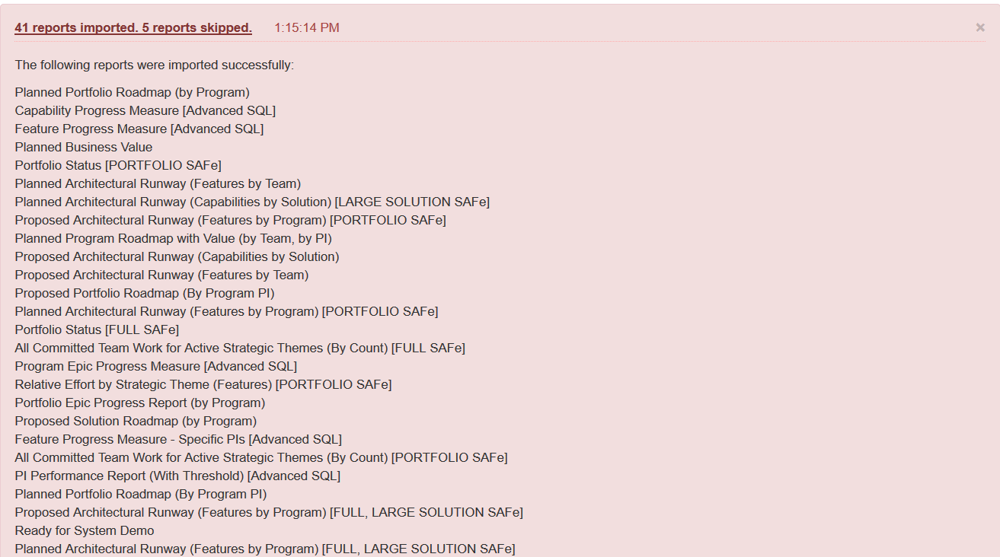 41 reports imported. 5 reports skipped. 1:15:14 PM ×
The following reports were imported successfully:
Planned Portfolio Roadmap (by Program)
Capability Progress Measure [Advanced SQL]
Feature Progress Measure [Advanced SQL]
Planned Business Value
Portfolio Status [PORTFOLIO SAFe]
Planned Architectural Runway (Features by Team)
Planned Architectural Runway (Capabilities by Solution) [LARGE SOLUTION SAFe]
Proposed Architectural Runway (Features by Program) [PORTFOLIO SAFe]
Planned Program Roadmap with Value (by Team, by PI)
Proposed Architectural Runway (Capabilities by Solution)
Proposed Architectural Runway (Features by Team)
Proposed Portfolio Roadmap (By Program PI)
Planned Architectural Runway (Features by Program) [PORTFOLIO SAFe]
Portfolio Status [FULL SAFe]
All Committed Team Work for Active Strategic Themes (By Count) [FULL SAFe]
Program Epic Progress Measure [Advanced SQL]
Relative Effort by Strategic Theme (Features) [PORTFOLIO SAFe]
Portfolio Epic Progress Report (by Program)
Proposed Solution Roadmap (by Program)
Feature Progress Measure - Specific PIs [Advanced SQL]
All Committed Team Work for Active Strategic Themes (By Count) [PORTFOLIO SAFe]
PI Performance Report (With Threshold) [Advanced SQL]
Planned Portfolio Roadmap (By Program PI)
Proposed Architectural Runway (Features by Program) [FULL, LARGE SOLUTION SAFe]
Ready for System Demo
Planned Architectural Runway (Features by Program) [FULL, LARGE SOLUTION SAFe]